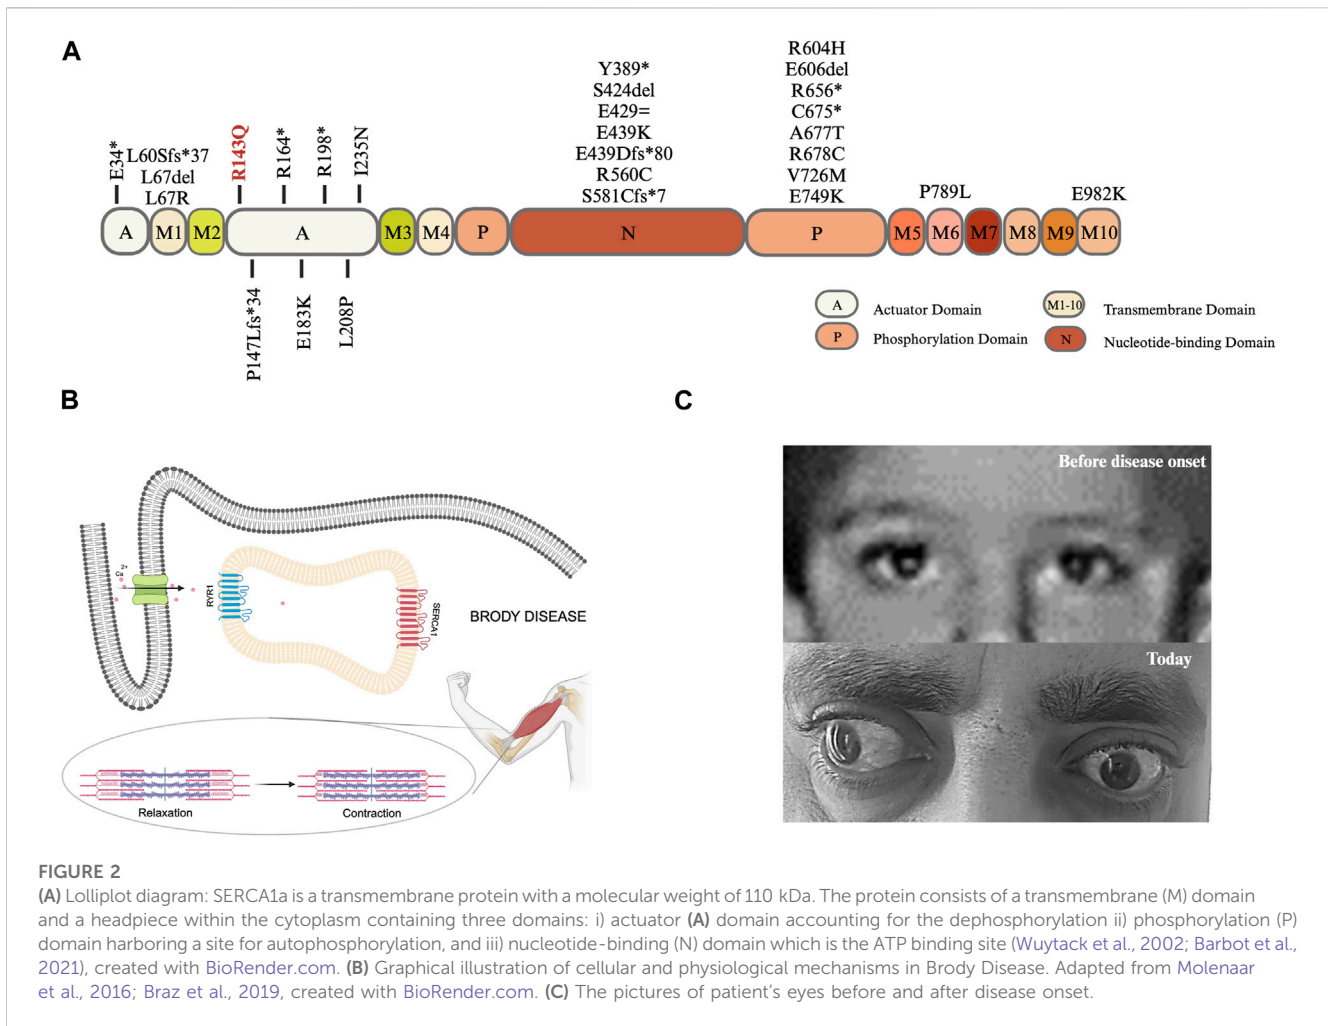 A
R604H
E606del
R656*
C675*
A677T
R678C
V726M
E749K
Y389*
S424del
E429=
E439K
E439Dfs*80
R560C
S581Cfs*7
E34*
L60Sfs*37
L67del
L67R
R143Q
R164*
R198*
I235N
P789L
E982K
A M1 M2 A M3 M4 P N P M5 M6 M7 M8 M9 M10
P147Lfs*34
E183K
L208P
A Actuator Domain
M1-10 Transmembrane Domain
P Phosphorylation Domain
N Nucleotide-binding Domain
B
2+
Ca
RYR1
SERCA1
BRODY DISEASE
Relaxation
Contraction
C
Before disease onset
Today
FIGURE 2
(A) Lolliplot diagram: SERCA1a is a transmembrane protein with a molecular weight of 110 kDa. The protein consists of a transmembrane (M) domain
and a headpiece within the cytoplasm containing three domains: i) actuator (A) domain accounting for the dephosphorylation ii) phosphorylation (P)
domain harboring a site for autophosphorylation, and iii) nucleotide-binding (N) domain which is the ATP binding site (Wuytack et al., 2002; Barbot et al.,
2021), created with BioRender.com. (B) Graphical illustration of cellular and physiological mechanisms in Brody Disease. Adapted from Molenaar
et al., 2016; Braz et al., 2019, created with BioRender.com. (C) The pictures of patient's eyes before and after disease onset.